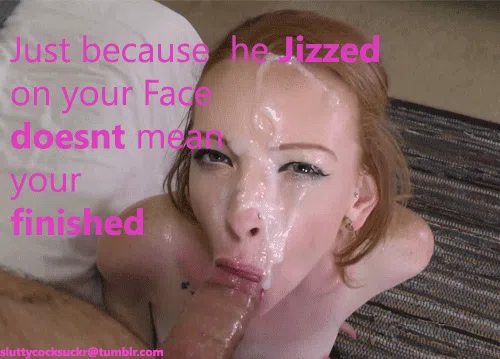 Just because he Jizzed
on your Face
doesnt mean
your
finished
sluttycocksuckr@tumblr.com